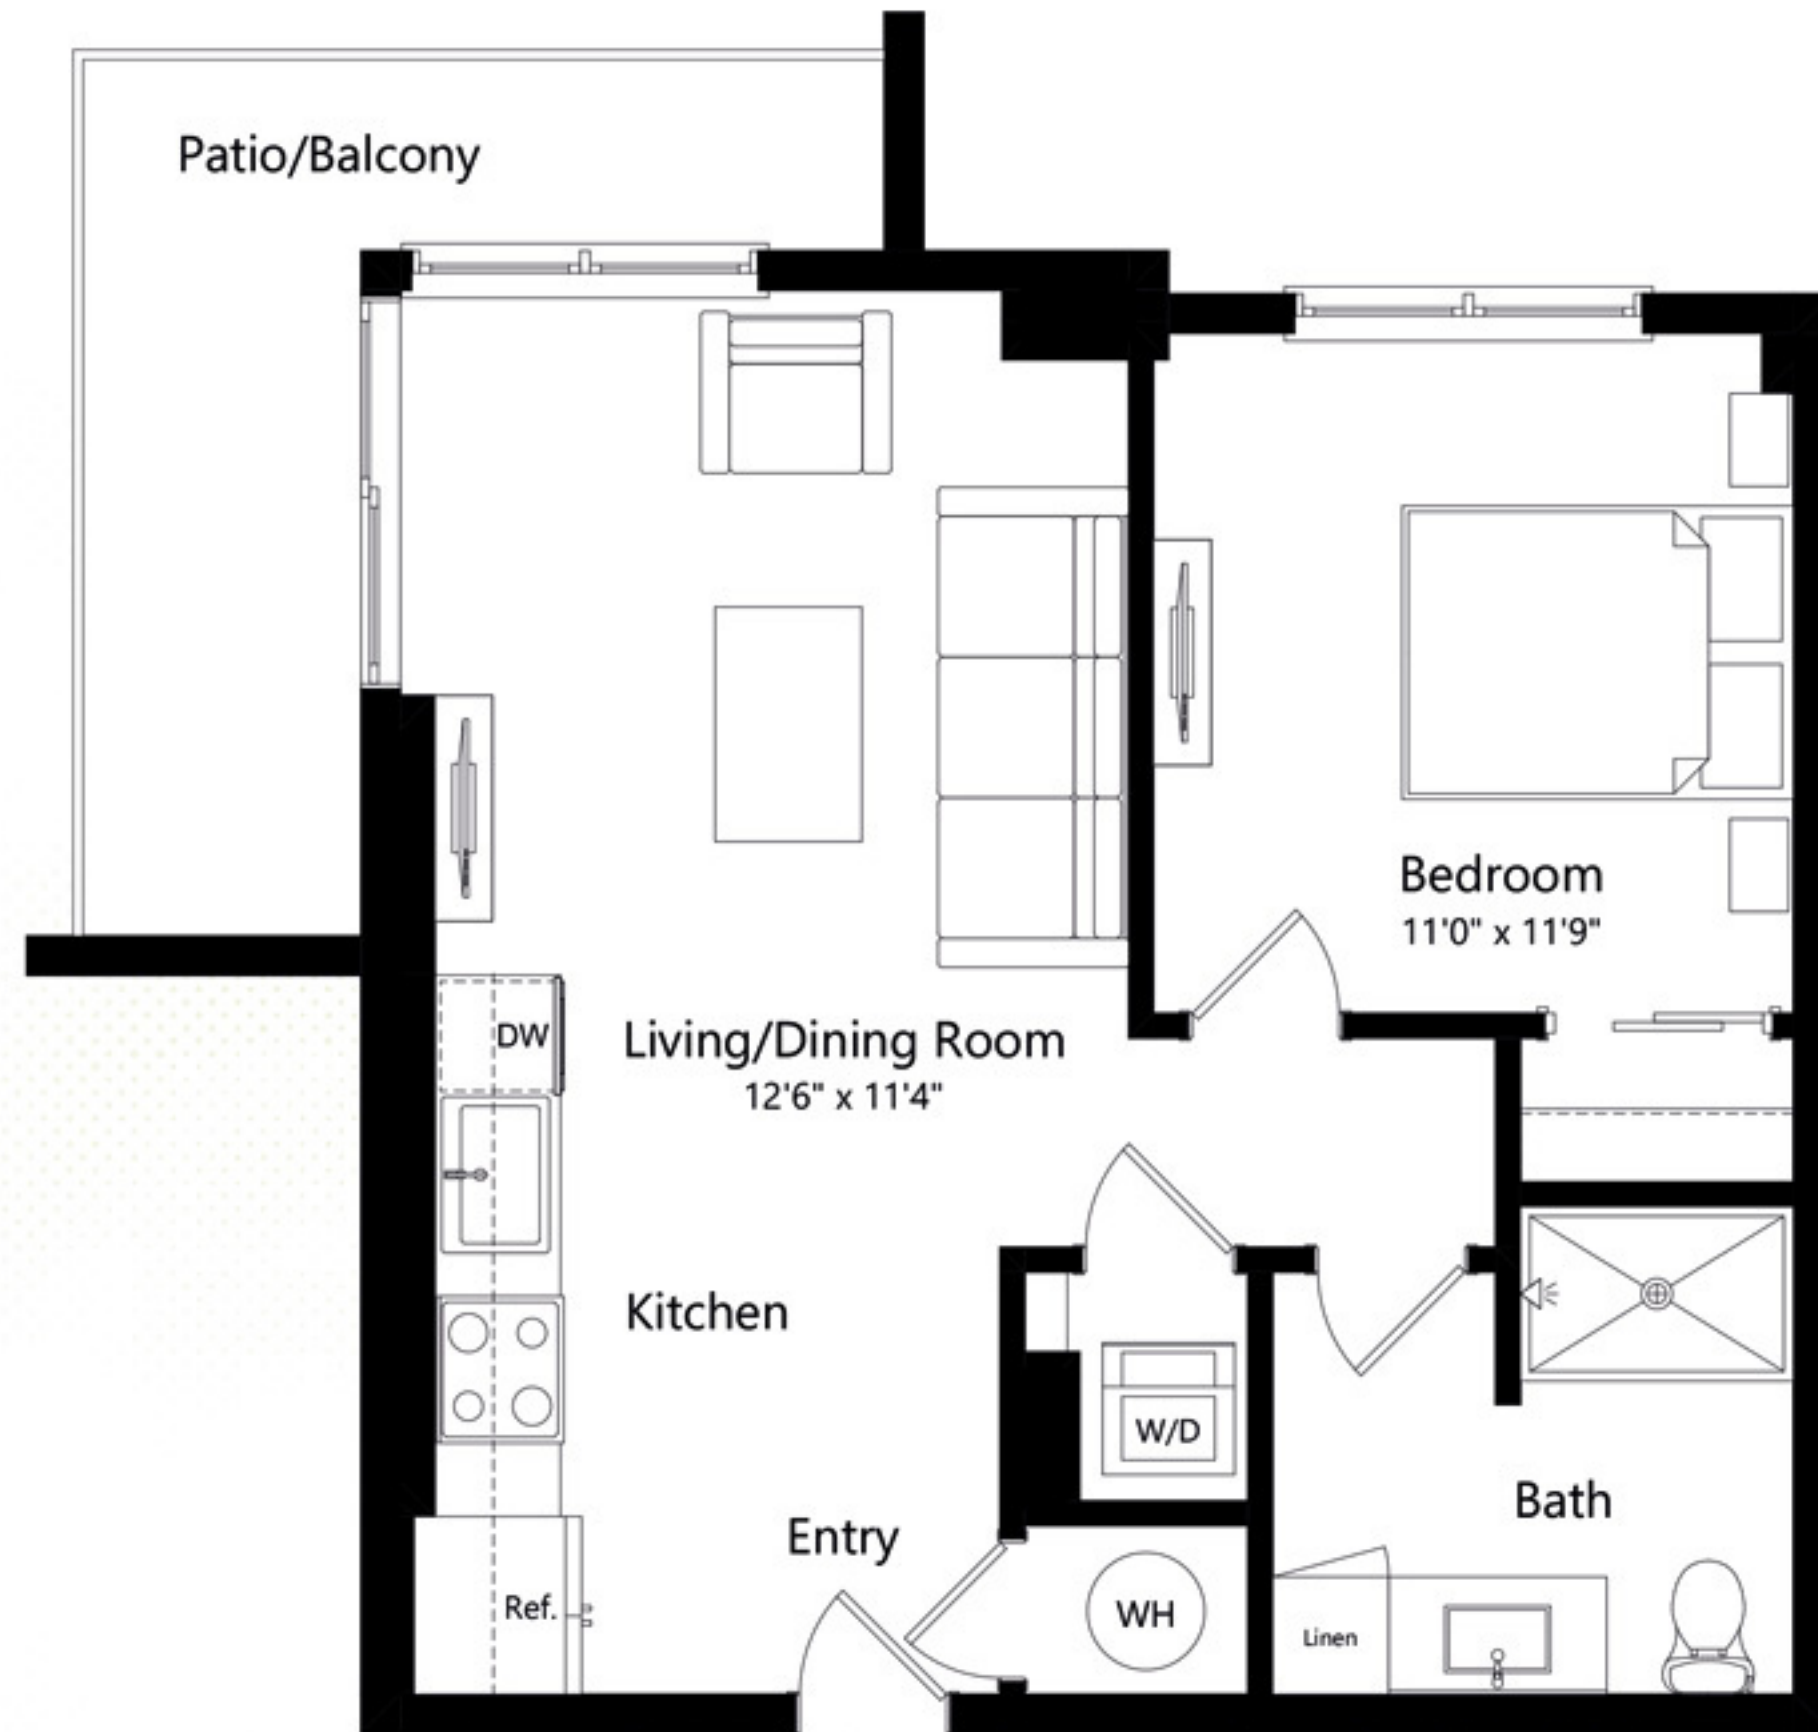 Patio/Balcony
Bedroom
11'0" x 11'9"
DW
Living/Dining Room
12'6" x 11'4"
Kitchen
W/D
Bath
Entry
Ref.
WH
Linen